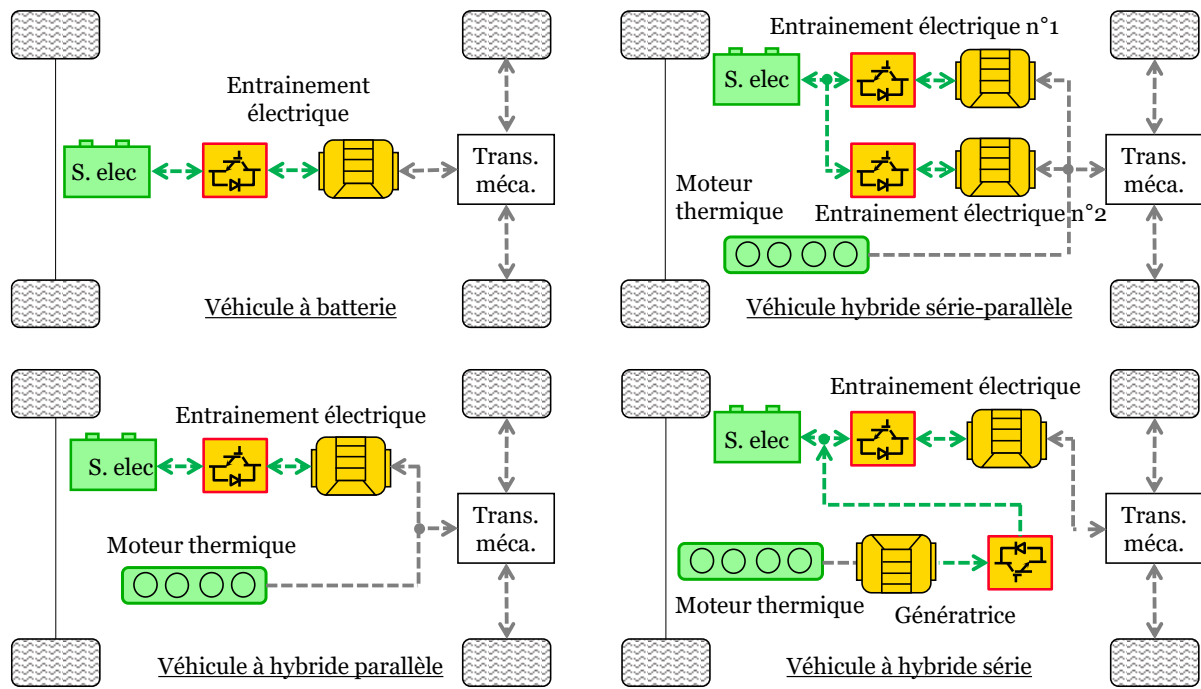 Entrainement
électrique
S. elec
Trans.
méca.
Véhicule à batterie
Entrainement électrique n°1
S. elec
Moteur
thermique
Entrainement électrique n°2
Trans.
méca.
Véhicule hybride série-parallèle
Entrainement électrique
S. elec
Moteur thermique
Trans.
méca.
Véhicule à hybride parallèle
Entrainement électrique
S. elec
Trans.
méca.
Moteur thermique
Génératrice
Véhicule à hybride série